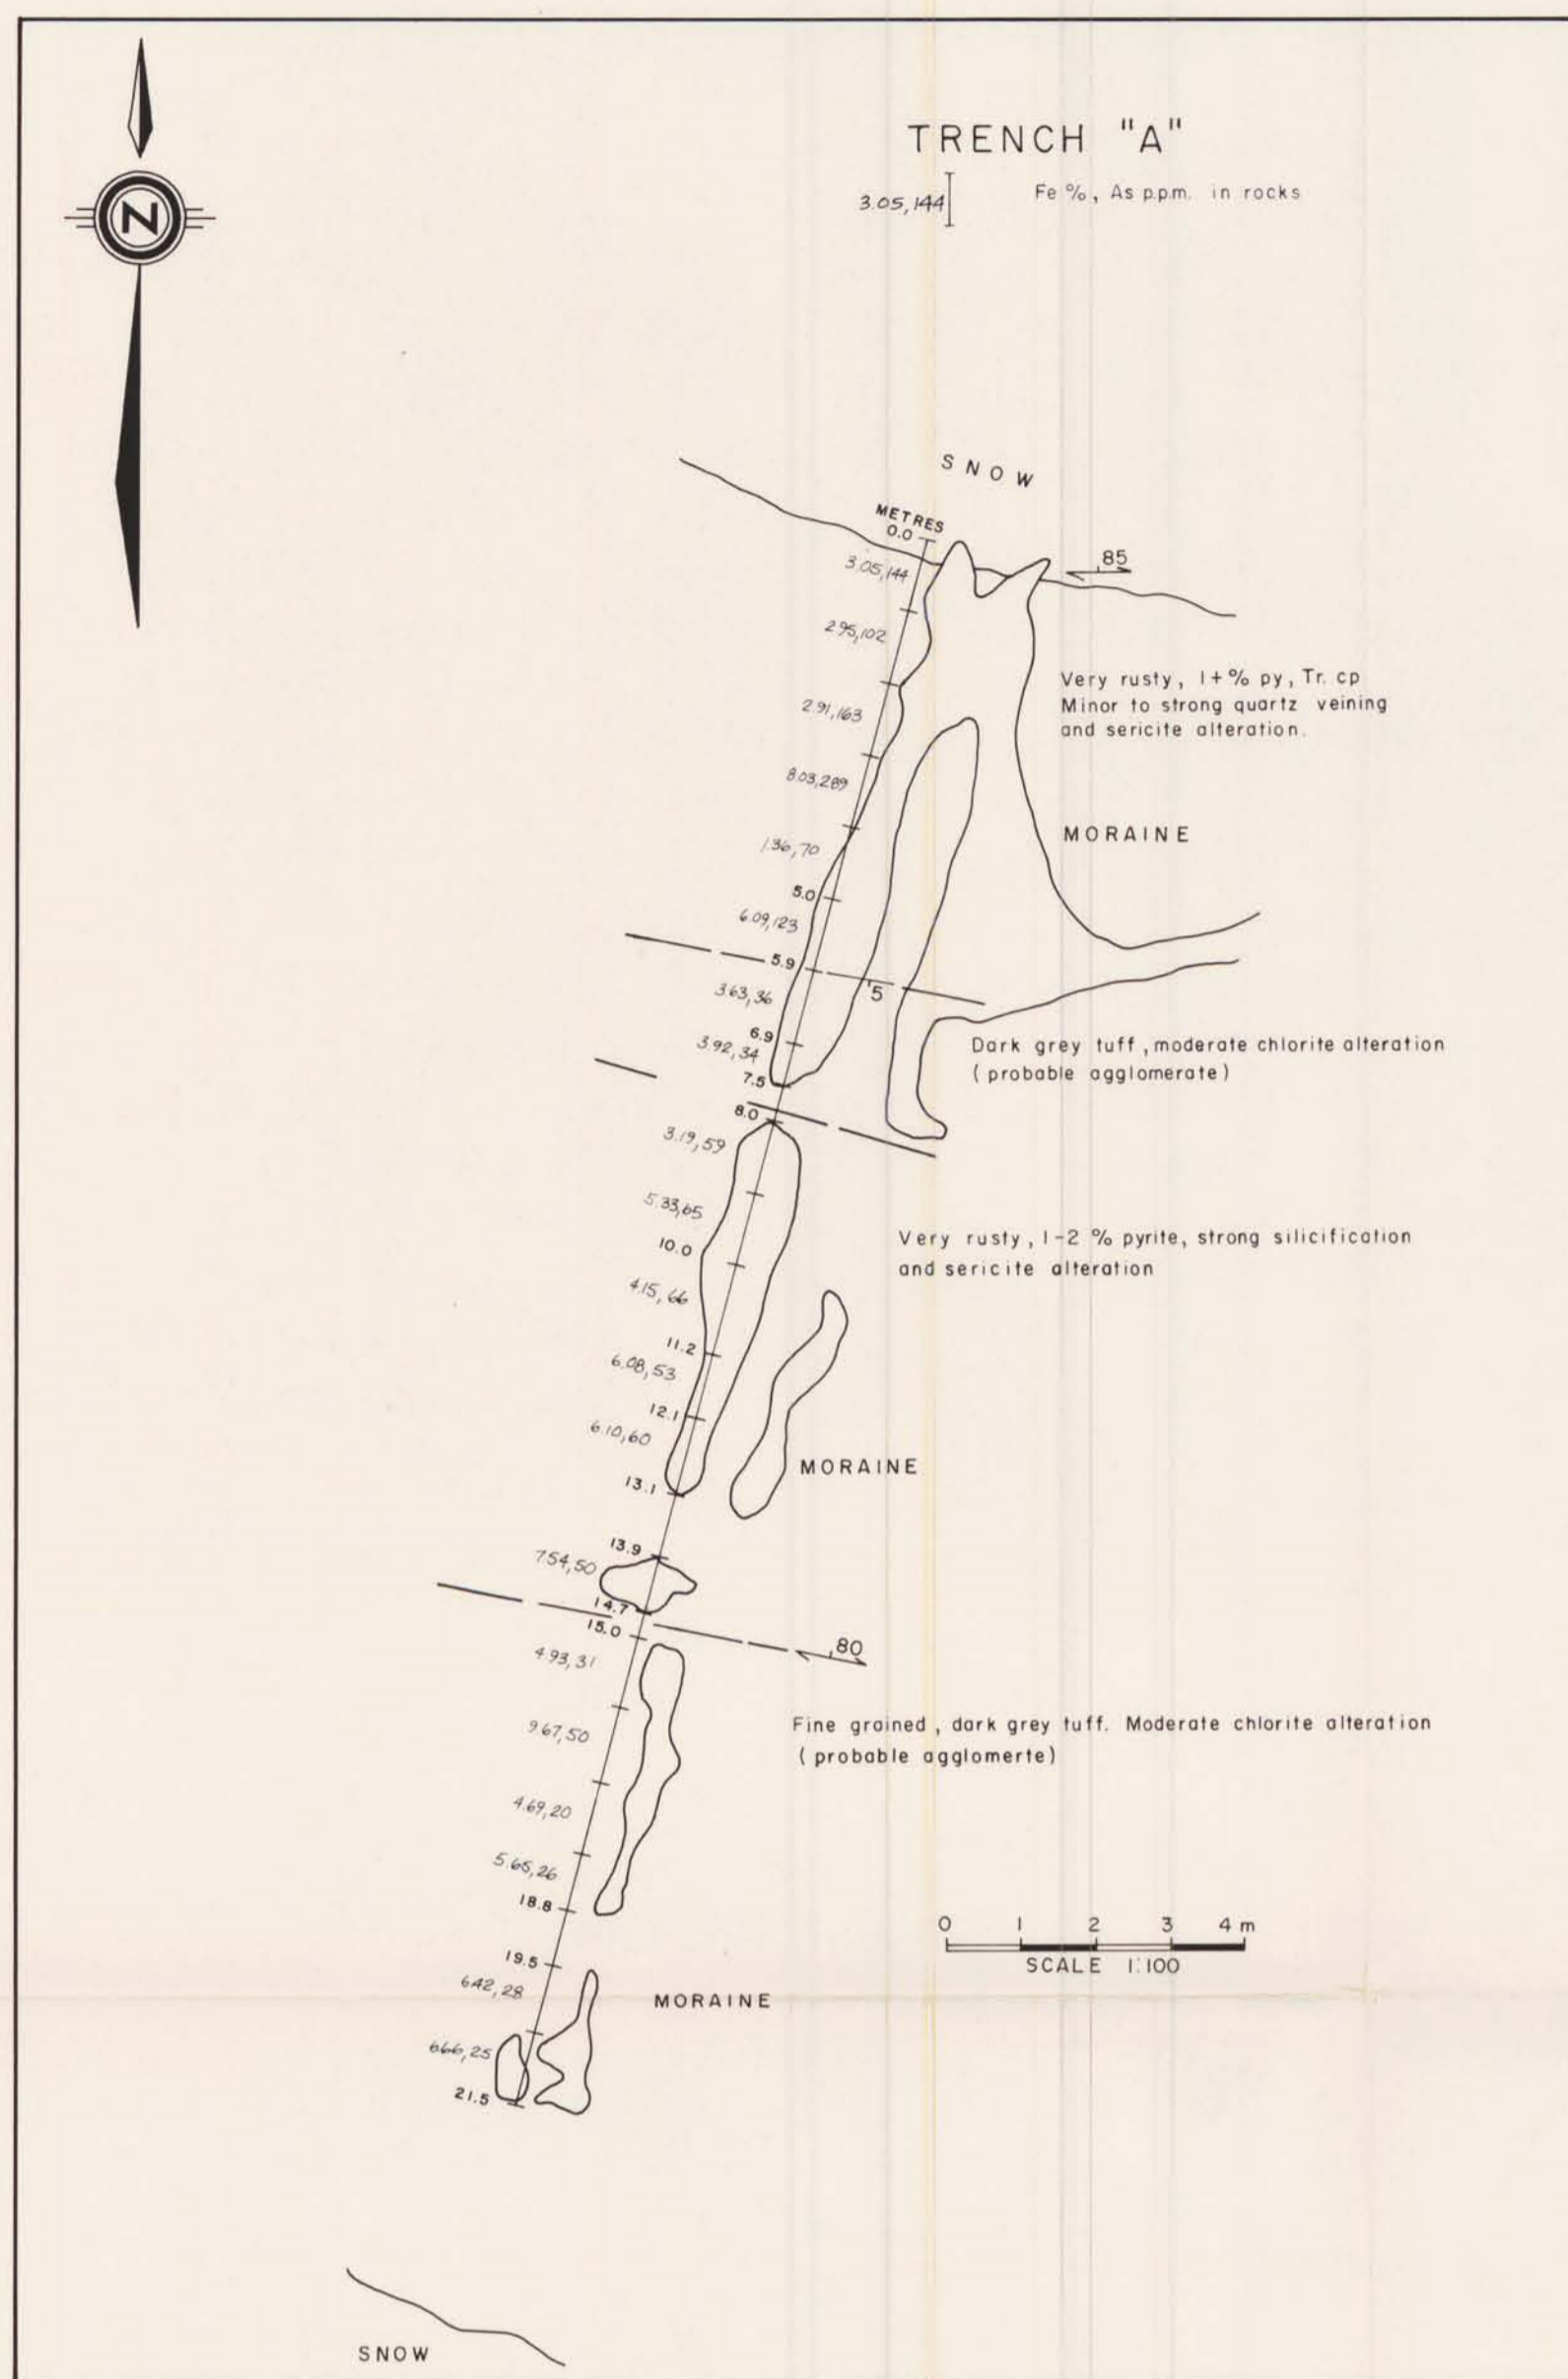 N
TRENCH "A"
3.05,144
Fe %, As p.p.m. in rocks
SNOW
METRES
0.0
85
3.05,144
2.95,102
Very rusty, 1+% py, Tr. cp
Minor to strong quartz veining
and sericite alteration.
2.91,163
8.03,289
MORAINE
1.36,70
5.0
6.09,123
5.9
5
3.63,36
6.9
3.92,34
Dark grey tuff, moderate chlorite alteration
(probable agglomerate)
7.5
8.0
3.19,59
5.33,65
Very rusty, 1-2 % pyrite, strong silicification
and sericite alteration
10.0
4.15,66
11.2
6.08,53
12.1
6.10,60
MORAINE
13.1
13.9
7.54,50
14.7
15.0
80
4.93,31
9.67,50
Fine grained, dark grey tuff. Moderate chlorite alteration
(probable agglomerte)
4.69,20
5.65,26
18.8
0 1 2 3 4 m
SCALE 1:100
19.5
6.42,28
MORAINE
6.66,25
21.5
SNOW